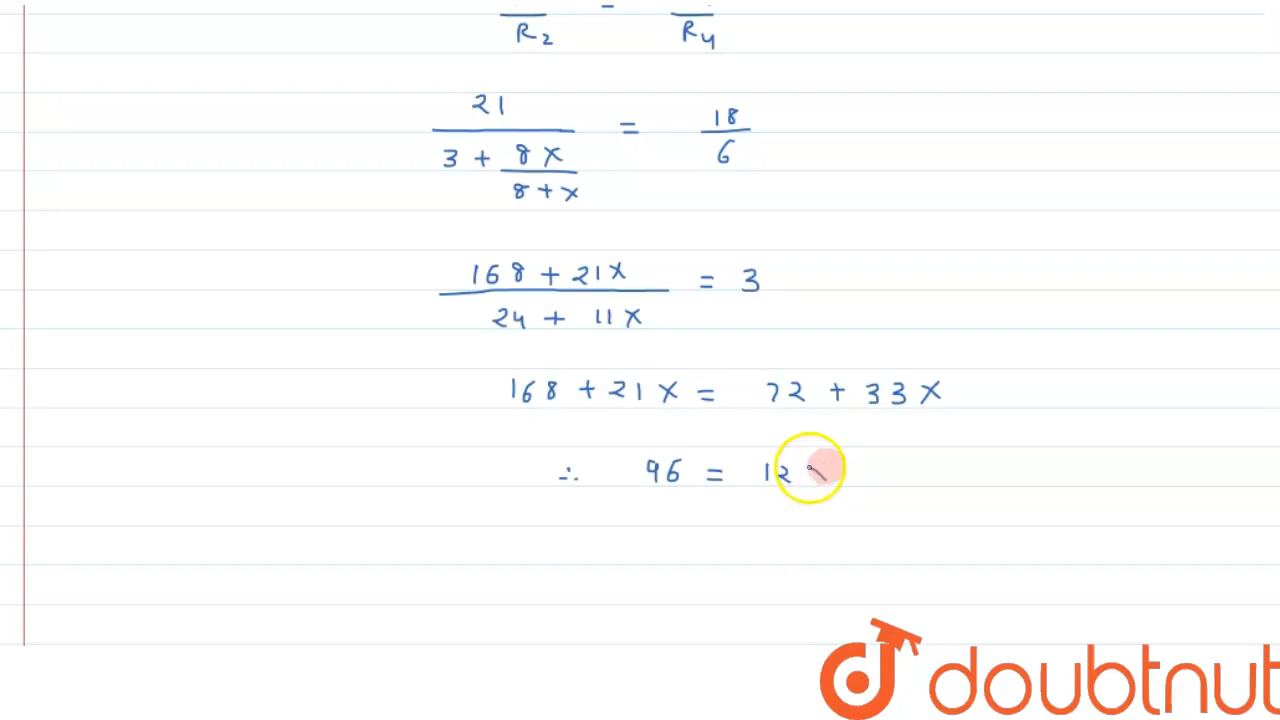 =
R2 R4
21 / (3 + 8x / (8 + x)) = 18 / 6
(168 + 21x) / (24 + 11x) = 3
168 + 21x = 72 + 33x
∴ 96 = 12
doubtnut